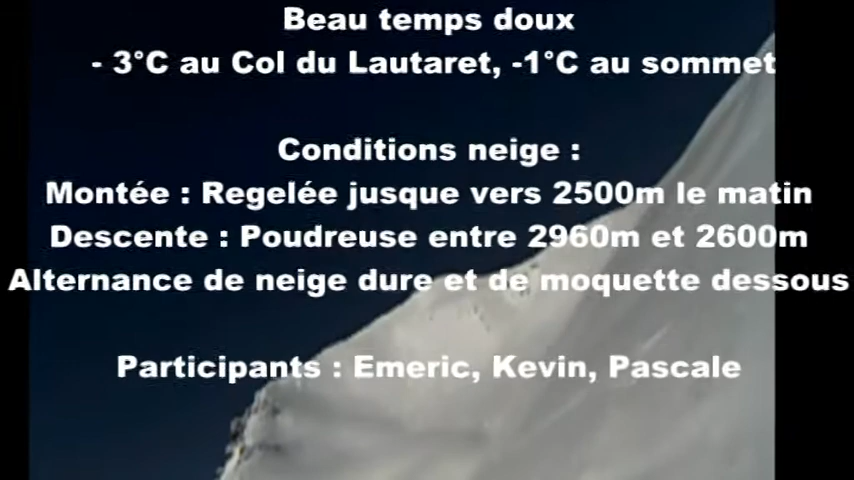 Beau temps doux
- 3°C au Col du Lautaret, -1°C au sommet
Conditions neige :
Montée : Regelée jusque vers 2500m le matin
Descente : Poudreuse entre 2960m et 2600m
Alternance de neige dure et de moquette dessous
Participants : Emeric, Kevin, Pascale